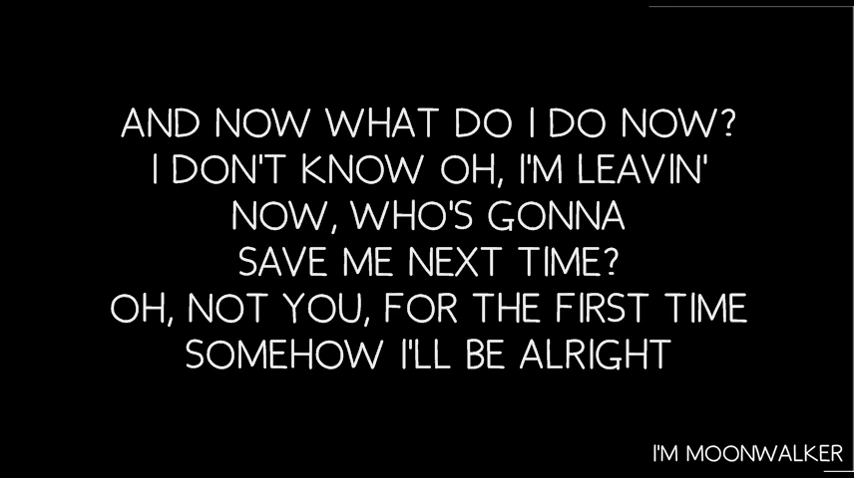 AND NOW WHAT DO I DO NOW?
I DON'T KNOW OH, I'M LEAVIN'
NOW, WHO'S GONNA
SAVE ME NEXT TIME?
OH, NOT YOU, FOR THE FIRST TIME
SOMEHOW I'LL BE ALRIGHT
I'M MOONWALKER